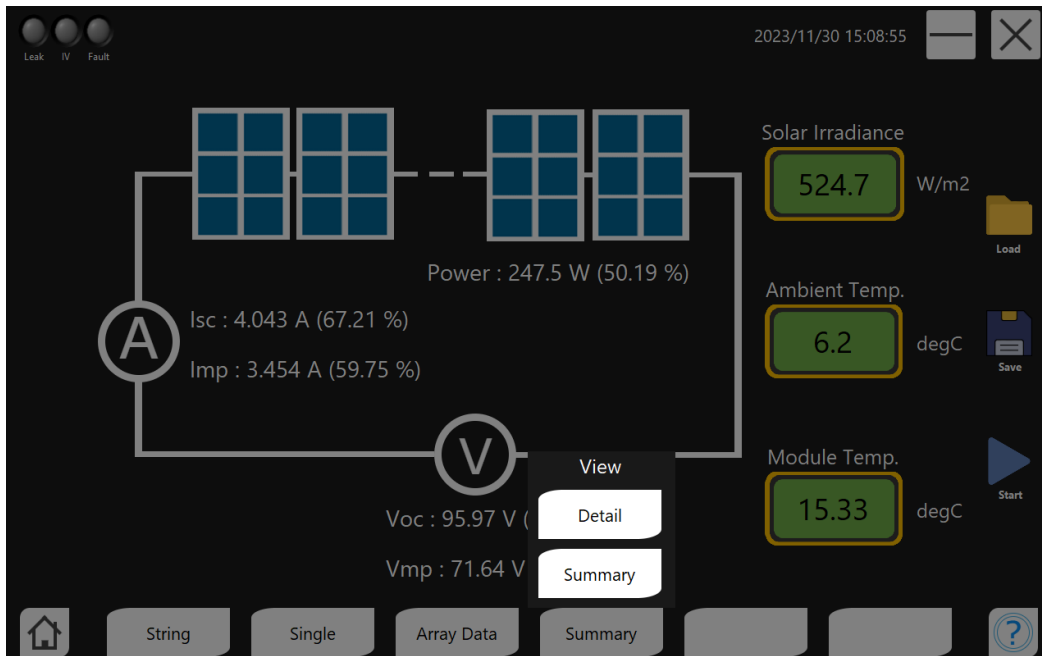 Leak IV Fault
2023/11/30 15:08:55
Solar Irradiance
524.7 W/m2
Load
Power : 247.5 W (50.19 %)
Ambient Temp.
6.2 degC
Save
A
Isc : 4.043 A (67.21 %)
Imp : 3.454 A (59.75 %)
V
View
Detail
Summary
Module Temp.
15.33 degC
Start
Voc : 95.97 V (
Vmp : 71.64 V
String Single Array Data Summary ?